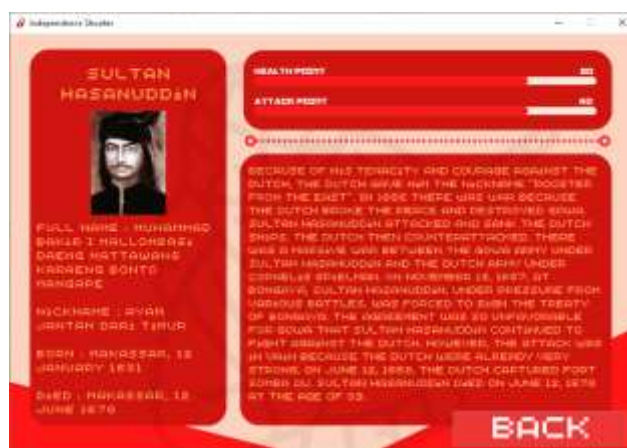 Independence Shooter
SULTAN
HASANUDDiN
FULL NAME : MUHAMMAD
BAKiR I MALLOMBASi
DAENG MATTAWANG
KARAENG BONTO
MANGAPE
NiCKNAME : AYAM
JANTAN DARi TiMUR
BORN : MAKASSAR, 12
JANUARY 1631
DiED : MAKASSAR, 12
JUNE 1670
HEALTH POINT
ATTACK POINT
BECAUSE OF HiS TENACiTY AND COURAGE AGAiNST THE
DUTCH, THE DUTCH GAVE HiM THE NiCKNAME "ROOSTER
FROM THE EAST". IN THERE WAS WAR BECAUSE
THE DUTCH BROKE THE PEACE AND DESTROYED GOWA.
SULTAN HASANUDDiN ATTACKED AND SANK THE DUTCH
SHiPS. THE DUTCH THEN COUNTERATTACKED. THERE
WAS A MASSiVE WAR BETWEEN THE GOWA ARMY UNDER
SULTAN HASANUDDiN AND THE DUTCH ARMY UNDER
CORNELiS SPEELMAN. ON NOVEMBER 18, 1667, AT
BONGAYA, SULTAN HASANUDDiN, UNDER PRESSURE FROM
VARiOUS BATTLES, WAS FORCED TO SiGN THE TREATY
OF BONGAYA. THE AGREEMENT WAS SO UNFAVORABLE
FOR GOWA THAT SULTAN HASANUDDiN CONTiNUED TO
FiGHT AGAiNST THE DUTCH. HOWEVER, THE ATTACK WAS
iN VAiN BECAUSE THE DUTCH WERE ALREADY VERY
STRONG. ON JUNE 12, THE DUTCH CAPTURED FORT
SOMBA OU. SULTAN HASANUDDiN DiED ON JUNE 12, 1670
AT THE AGE OF
BACK